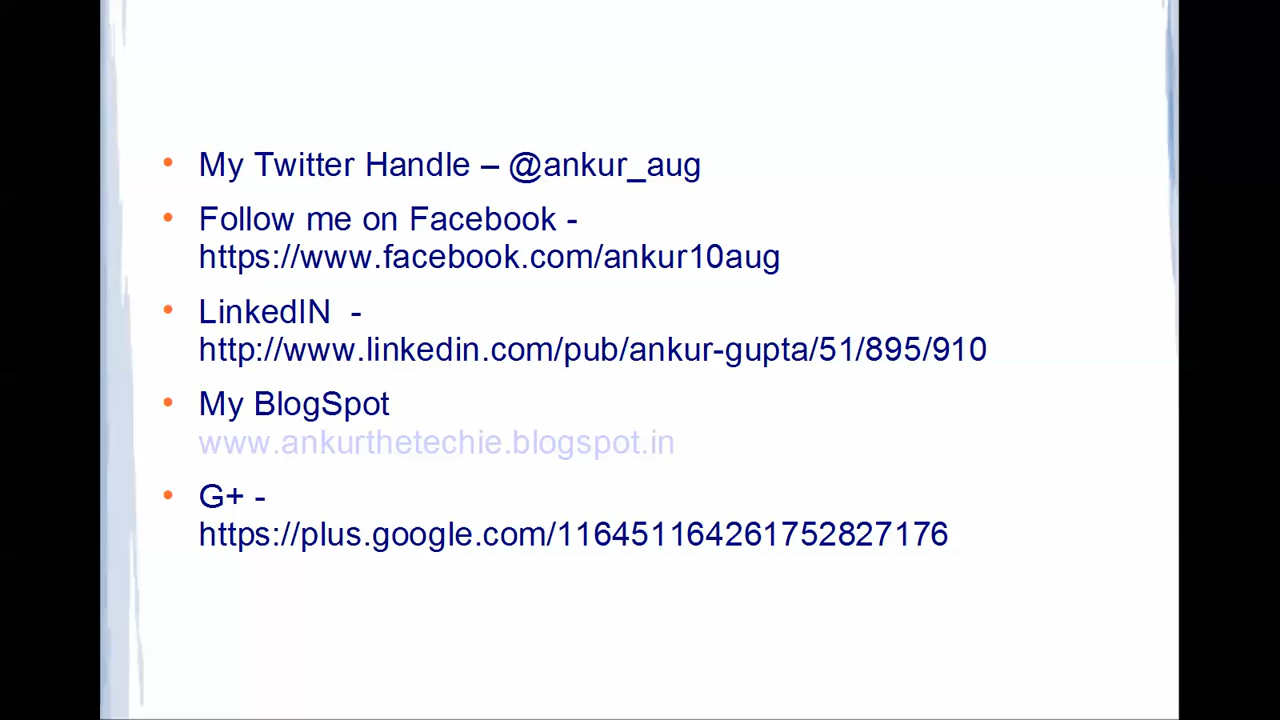 My Twitter Handle – @ankur_aug
Follow me on Facebook -
https://www.facebook.com/ankur10aug
LinkedIN  -
http://www.linkedin.com/pub/ankur-gupta/51/895/910
My BlogSpot
www.ankurthetechie.blogspot.in
G+ -
https://plus.google.com/116451164261752827176